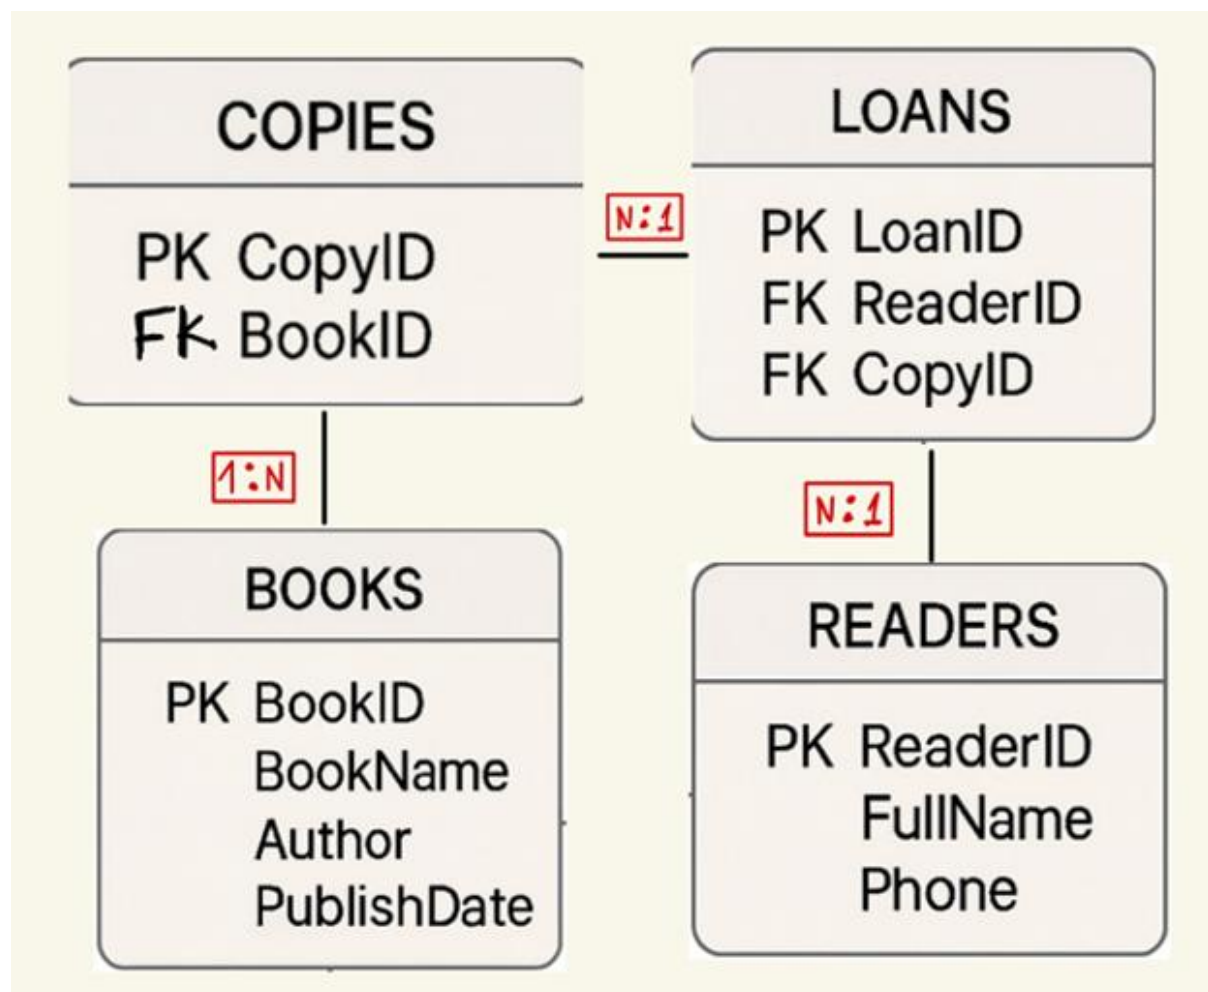 COPIES
PK CopyID
FK BookID
N:1
LOANS
PK LoanID
FK ReaderID
FK CopyID
1:N
BOOKS
PK BookID
BookName
Author
PublishDate
N:1
READERS
PK ReaderID
FullName
Phone